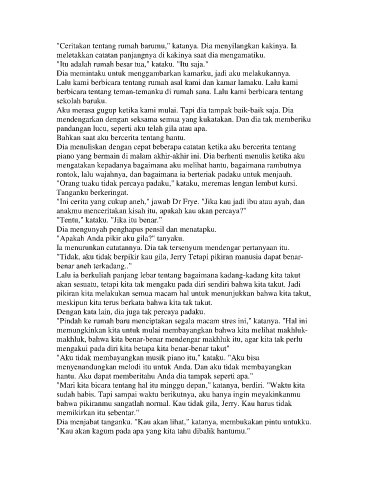 "Ceritakan tentang rumah barumu," katanya. Dia menyilangkan kakinya. Ia
meletakkan catatan panjangnya di kakinya saat dia mengamatiku.
"Itu adalah rumah besar tua," kataku. "Itu saja."
Dia memintaku untuk menggambarkan kamarku, jadi aku melakukannya.
Lalu kami berbicara tentang rumah asal kami dan kamar lamaku. Lalu kami
berbicara tentang teman-temanku di rumah sana. Lalu kami berbicara tentang
sekolah baruku.
Aku merasa gugup ketika kami mulai. Tapi dia tampak baik-baik saja. Dia
mendengarkan dengan seksama semua yang kukatakan. Dan dia tak memberiku
pandangan lucu, seperti aku telah gila atau apa.
Bahkan saat aku bercerita tentang hantu.
Dia menuliskan dengan cepat beberapa catatan ketika aku bercerita tentang
piano yang bermain di malam akhir-akhir ini. Dia berhenti menulis ketika aku
mengatakan kepadanya bagaimana aku melihat hantu, bagaimana rambutnya
rontok, lalu wajahnya, dan bagaimana ia berteriak padaku untuk menjauh.
"Orang tuaku tidak percaya padaku," kataku, meremas lengan lembut kursi.
Tanganku berkeringat.
"Ini cerita yang cukup aneh," jawab Dr Frye. "Jika kau jadi ibu atau ayah, dan
anakmu menceritakan kisah itu, apakah kau akan percaya?"
"Tentu," kataku. "Jika itu benar."
Dia mengunyah penghapus pensil dan menatapku.
"Apakah Anda pikir aku gila?" tanyaku.
Ia menurunkan catatannya. Dia tak tersenyum mendengar pertanyaan itu.
"Tidak, aku tidak berpikir kau gila, Jerry Tetapi pikiran manusia dapat benar-
benar aneh terkadang.."
Lalu ia berkuliah panjang lebar tentang bagaimana kadang-kadang kita takut
akan sesuatu, tetapi kita tak mengaku pada diri sendiri bahwa kita takut. Jadi
pikiran kita melakukan semua macam hal untuk menunjukkan bahwa kita takut,
meskipun kita terus berkata bahwa kita tak takut.
Dengan kata lain, dia juga tak percaya padaku.
"Pindah ke rumah baru menciptakan segala macam stres ini," katanya. "Hal ini
memungkinkan kita untuk mulai membayangkan bahwa kita melihat makhluk-
makhluk, bahwa kita benar-benar mendengar makhluk itu, agar kita tak perlu
mengakui pada diri kita betapa kita benar-benar takut"
"Aku tidak membayangkan musik piano itu," kataku. "Aku bisa
menyenandungkan melodi itu untuk Anda. Dan aku tak membayangkan
hantu. Aku dapat memberitahu Anda dia tampak seperti apa."
"Mari kita bicara tentang hal itu minggu depan," katanya, berdiri. "Waktu kita
sudah habis. Tapi sampai waktu berikutnya, aku hanya ingin meyakinkanmu
bahwa pikiranmu sangatlah normal. Kau tidak gila, Jerry. Kau harus tidak
memikirkan itu sebentar."
Dia menjabat tanganku. "Kau akan lihat," katanya, membukakan pintu untukku.
"Kau akan kagum pada apa yang kita tahu dibalik hantumu."